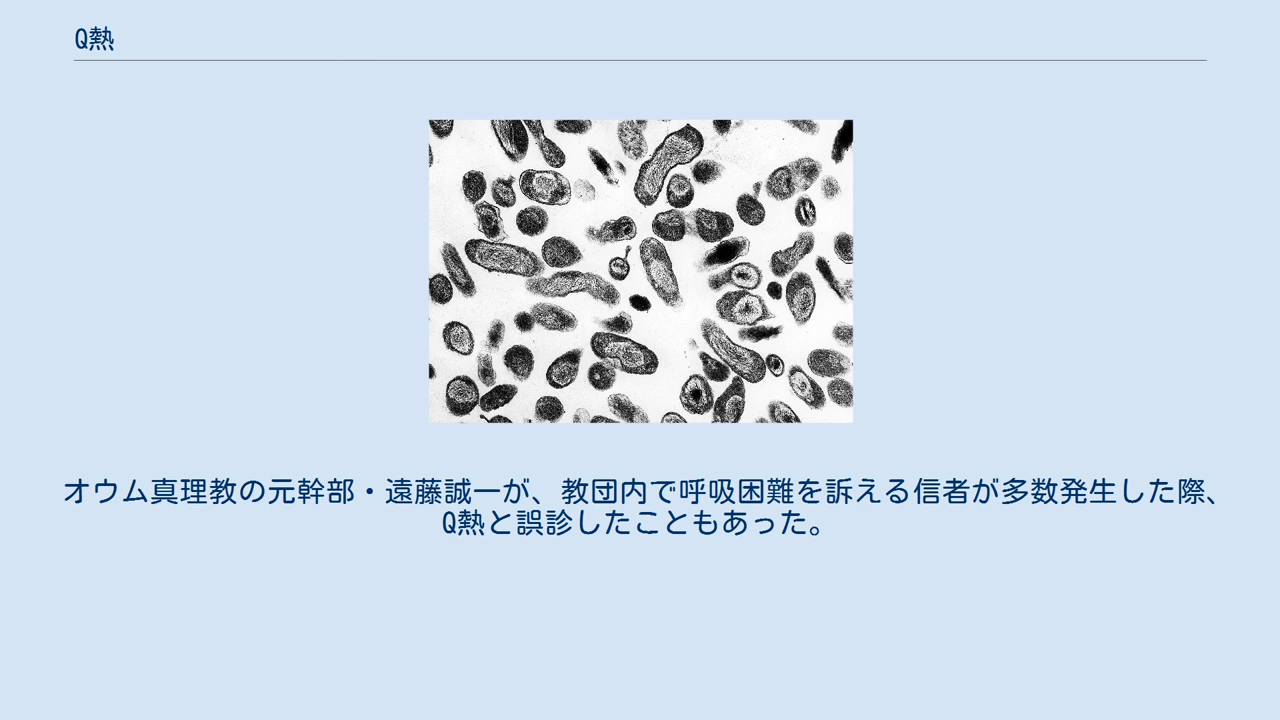 Q熱
オウム真理教の元幹部・遠藤誠一が、教団内で呼吸困難を訴える信者が多数発生した際、
Q熱と誤診したこともあった。